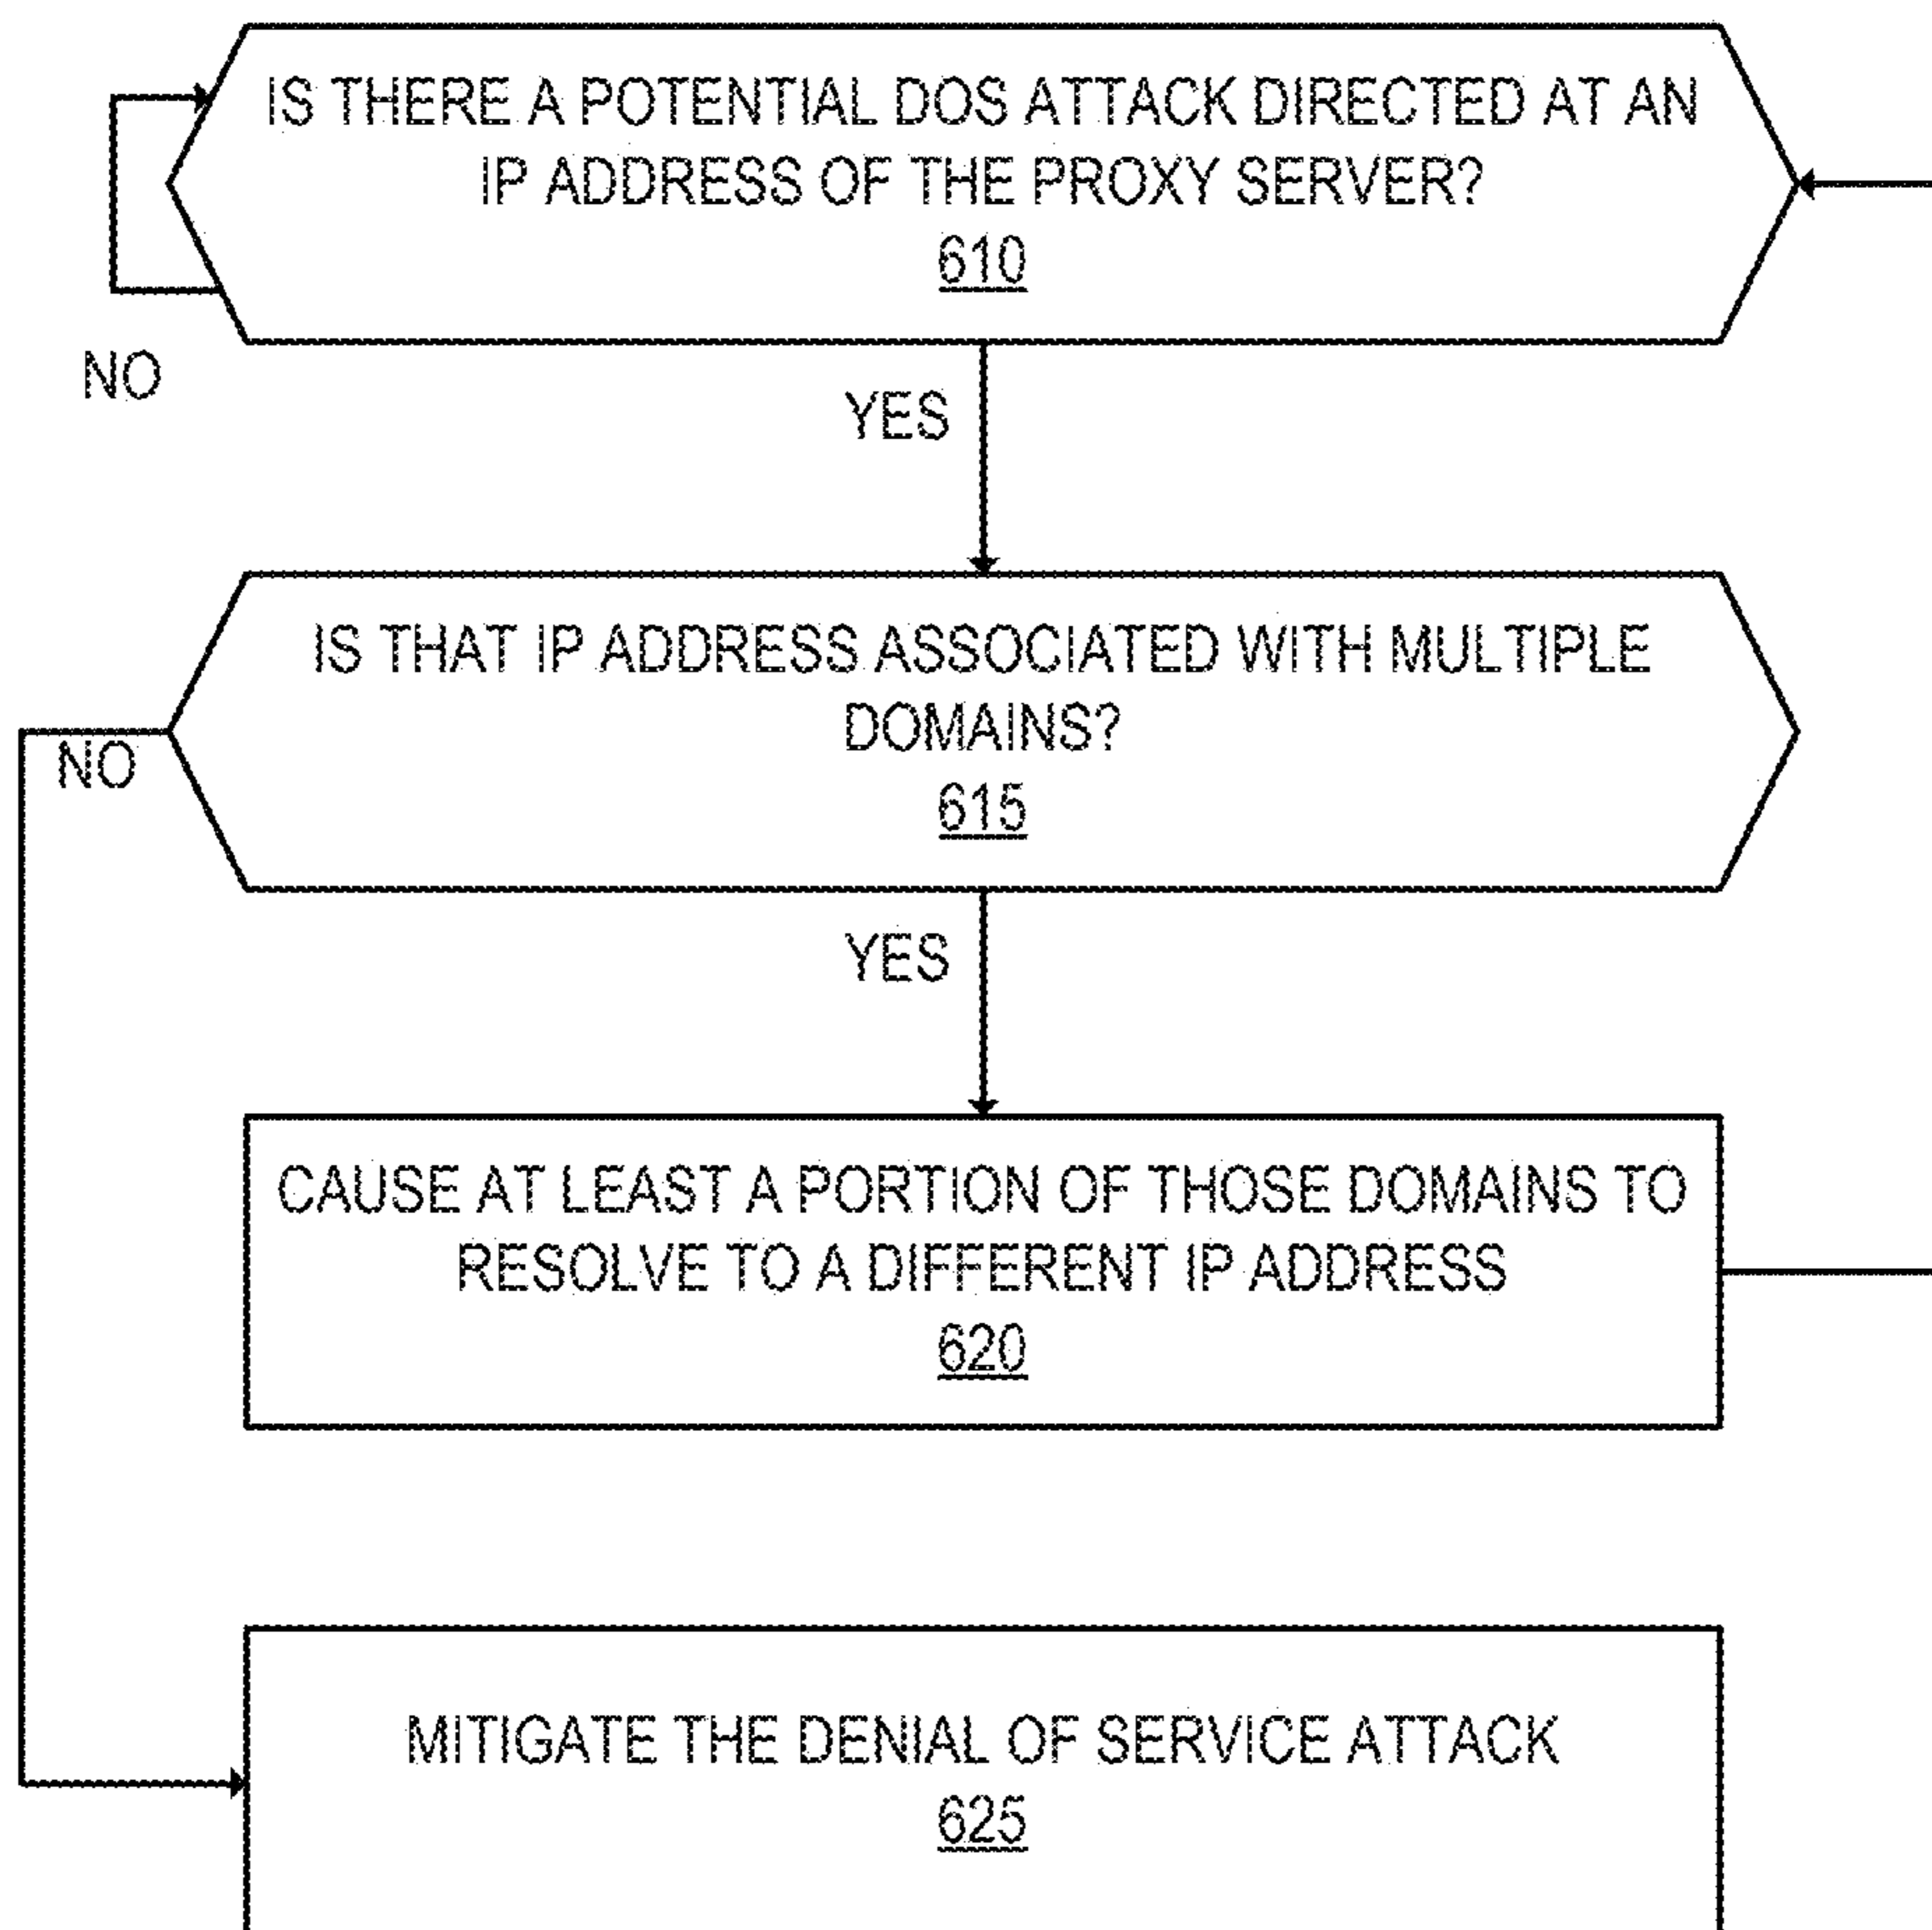 IS THERE A POTENTIAL DOS ATTACK DIRECTED AT AN
IP ADDRESS OF THE PROXY SERVER?
610
NO
YES
IS THAT IP ADDRESS ASSOCIATED WITH MULTIPLE
DOMAINS?
615
NO
YES
CAUSE AT LEAST A PORTION OF THOSE DOMAINS TO
RESOLVE TO A DIFFERENT IP ADDRESS
620
MITIGATE THE DENIAL OF SERVICE ATTACK
625